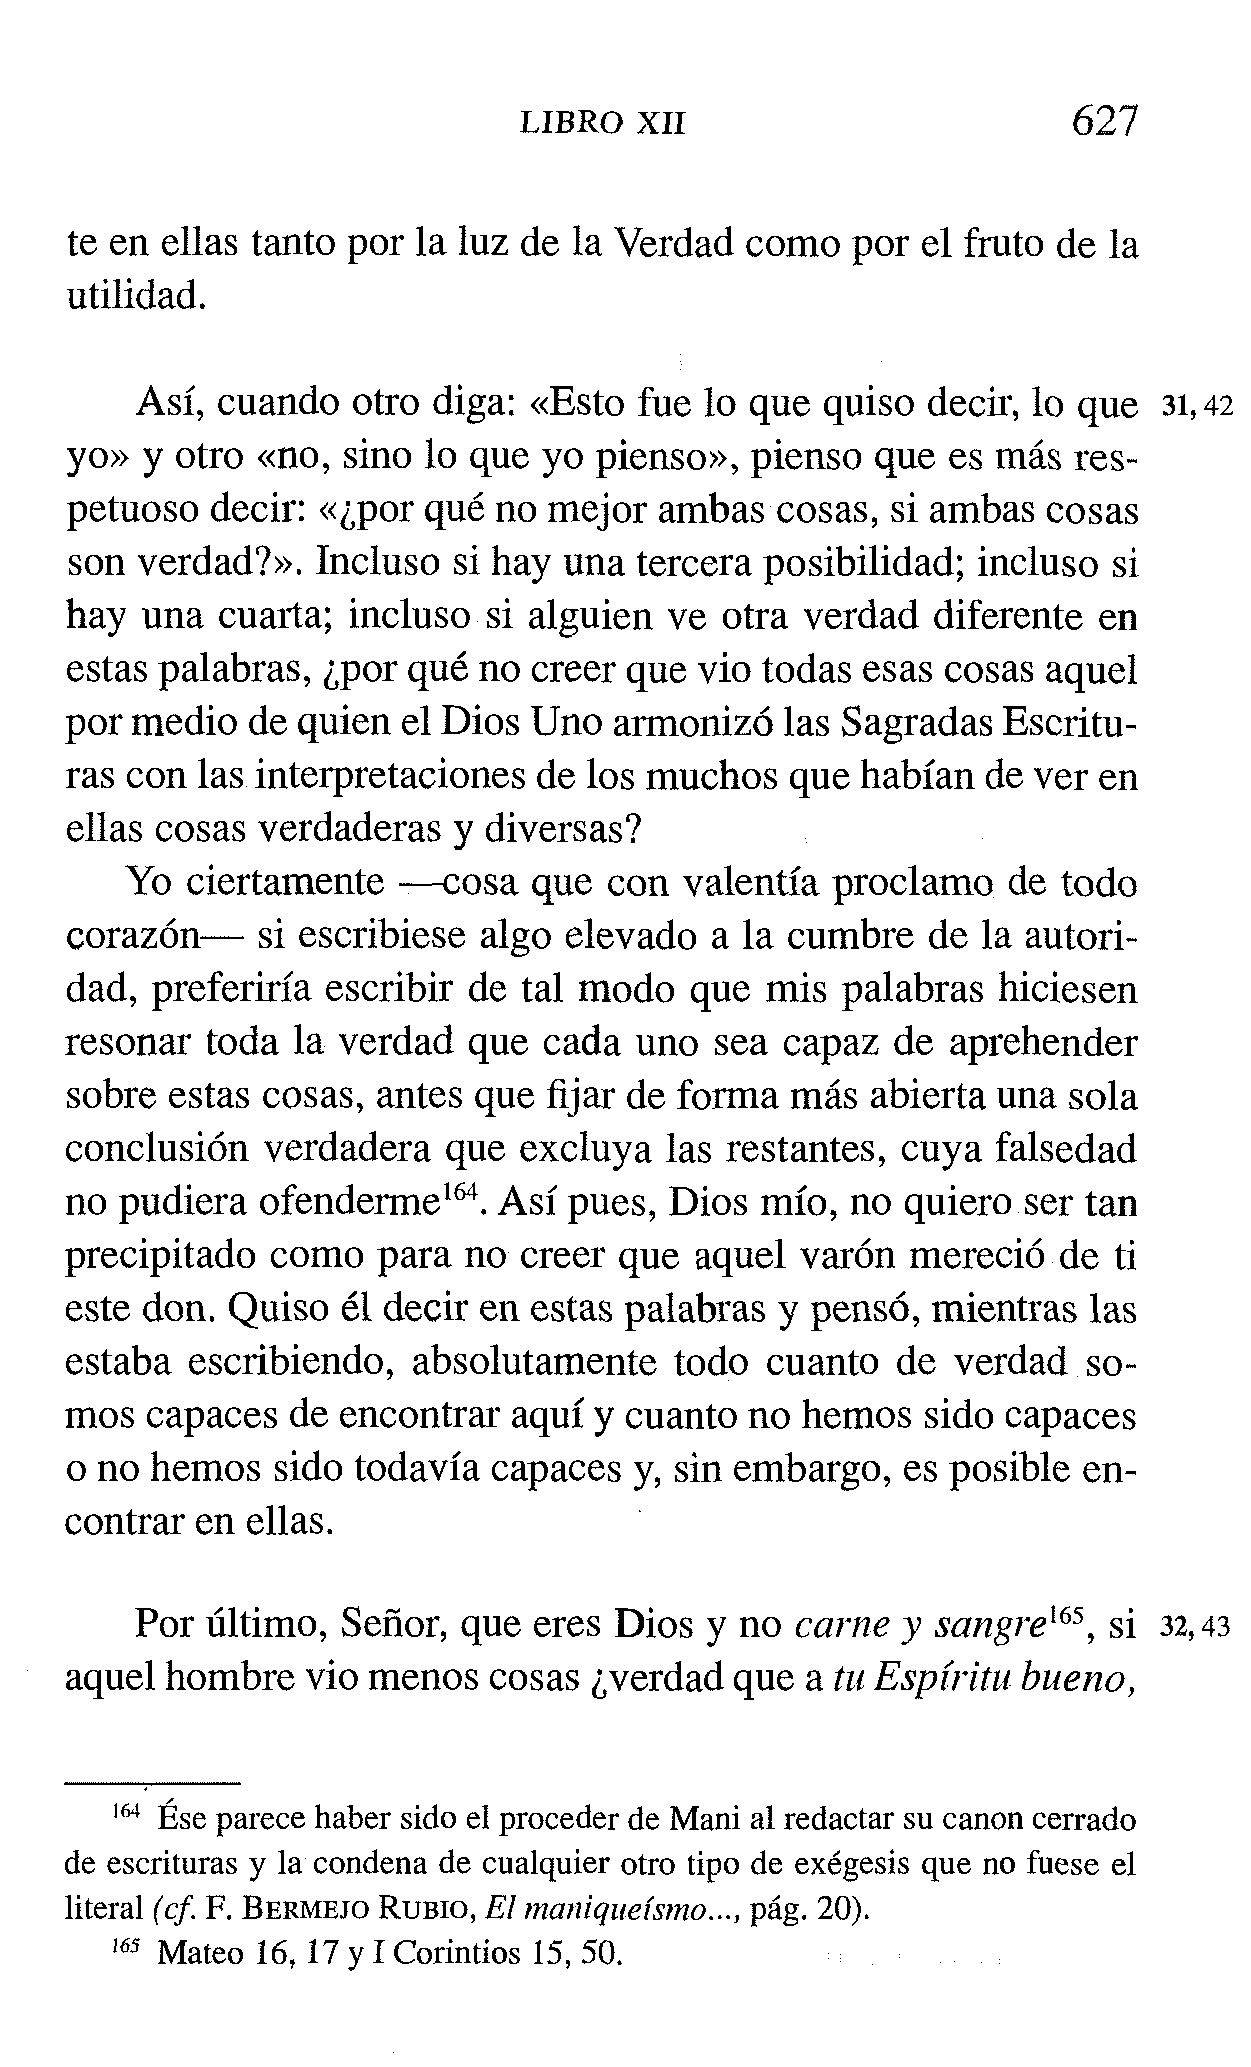 LIBRO XII 627
te en ellas tanto por la luz de la Verdad como por el fruto de la
utilidad.
Así, cuando otro diga: «Esto fue lo que quiso decir, lo que 31, 42
yo» y otro «no, sino lo que yo pienso», pienso que es más res-
petuoso decir: «¿por qué no mejor ambas cosas, si ambas cosas
son verdad?». Incluso si hay una tercera posibilidad; incluso si
hay una cuarta; incluso si alguien ve otra verdad diferente en
estas palabras, ¿por qué no creer que vio todas esas cosas aquel
por medio de quien el Dios Uno armonizó las Sagradas Escritu-
ras con las interpretaciones de los muchos que habían de ver en
ellas cosas verdaderas y diversas?
Yo ciertamente —cosa que con valentía proclamo de todo
corazón— si escribiese algo elevado a la cumbre de la autori-
dad, preferiría escribir de tal modo que mis palabras hiciesen
resonar toda la verdad que cada uno sea capaz de aprehender
sobre estas cosas, antes que fijar de forma más abierta una sola
conclusión verdadera que excluya las restantes, cuya falsedad
no pudiera ofenderme¹⁶⁴. Así pues, Dios mío, no quiero ser tan
precipitado como para no creer que aquel varón mereció de ti
este don. Quiso él decir en estas palabras y pensó, mientras las
estaba escribiendo, absolutamente todo cuanto de verdad so-
mos capaces de encontrar aquí y cuanto no hemos sido capaces
o no hemos sido todavía capaces y, sin embargo, es posible en-
contrar en ellas.
Por último, Señor, que eres Dios y no carne y sangre¹⁶⁵, si 32, 43
aquel hombre vio menos cosas ¿verdad que a tu Espíritu bueno,
¹⁶⁴ Ése parece haber sido el proceder de Mani al redactar su canon cerrado
de escrituras y la condena de cualquier otro tipo de exégesis que no fuese el
literal (cf. F. BERMEJO RUBIO, El maniqueísmo..., pág. 20).
¹⁶⁵ Mateo 16, 17 y I Corintios 15, 50.